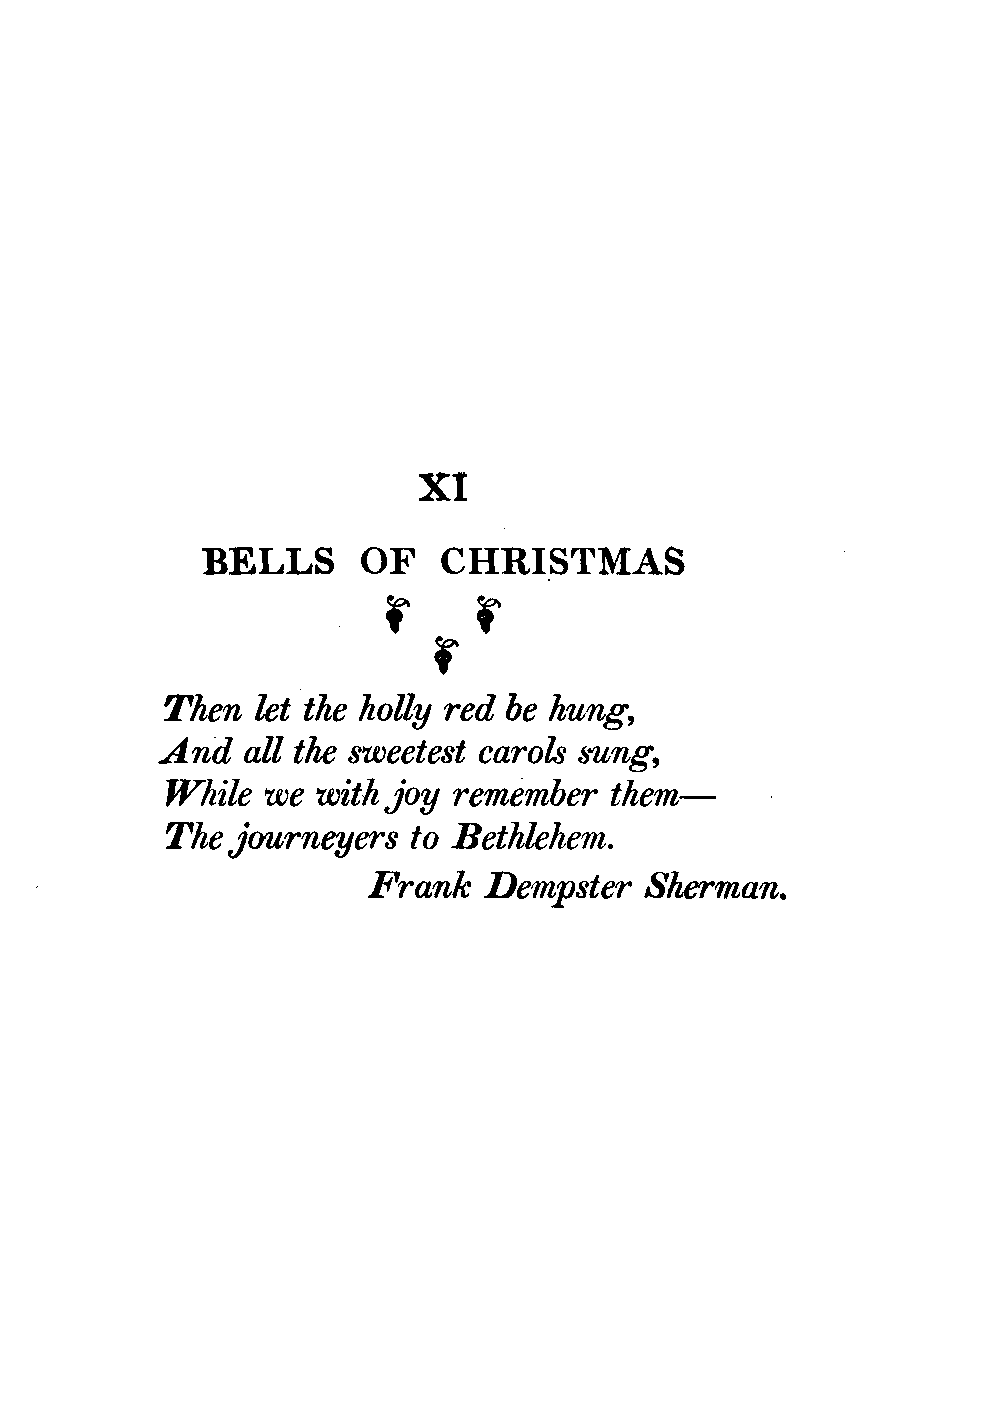 XI
BELLS OF CHRISTMAS
Then let the holly red be hung,
And all the sweetest carols sung,
While we with joy remember them—
The journeyers to Bethlehem.
Frank Dempster Sherman.